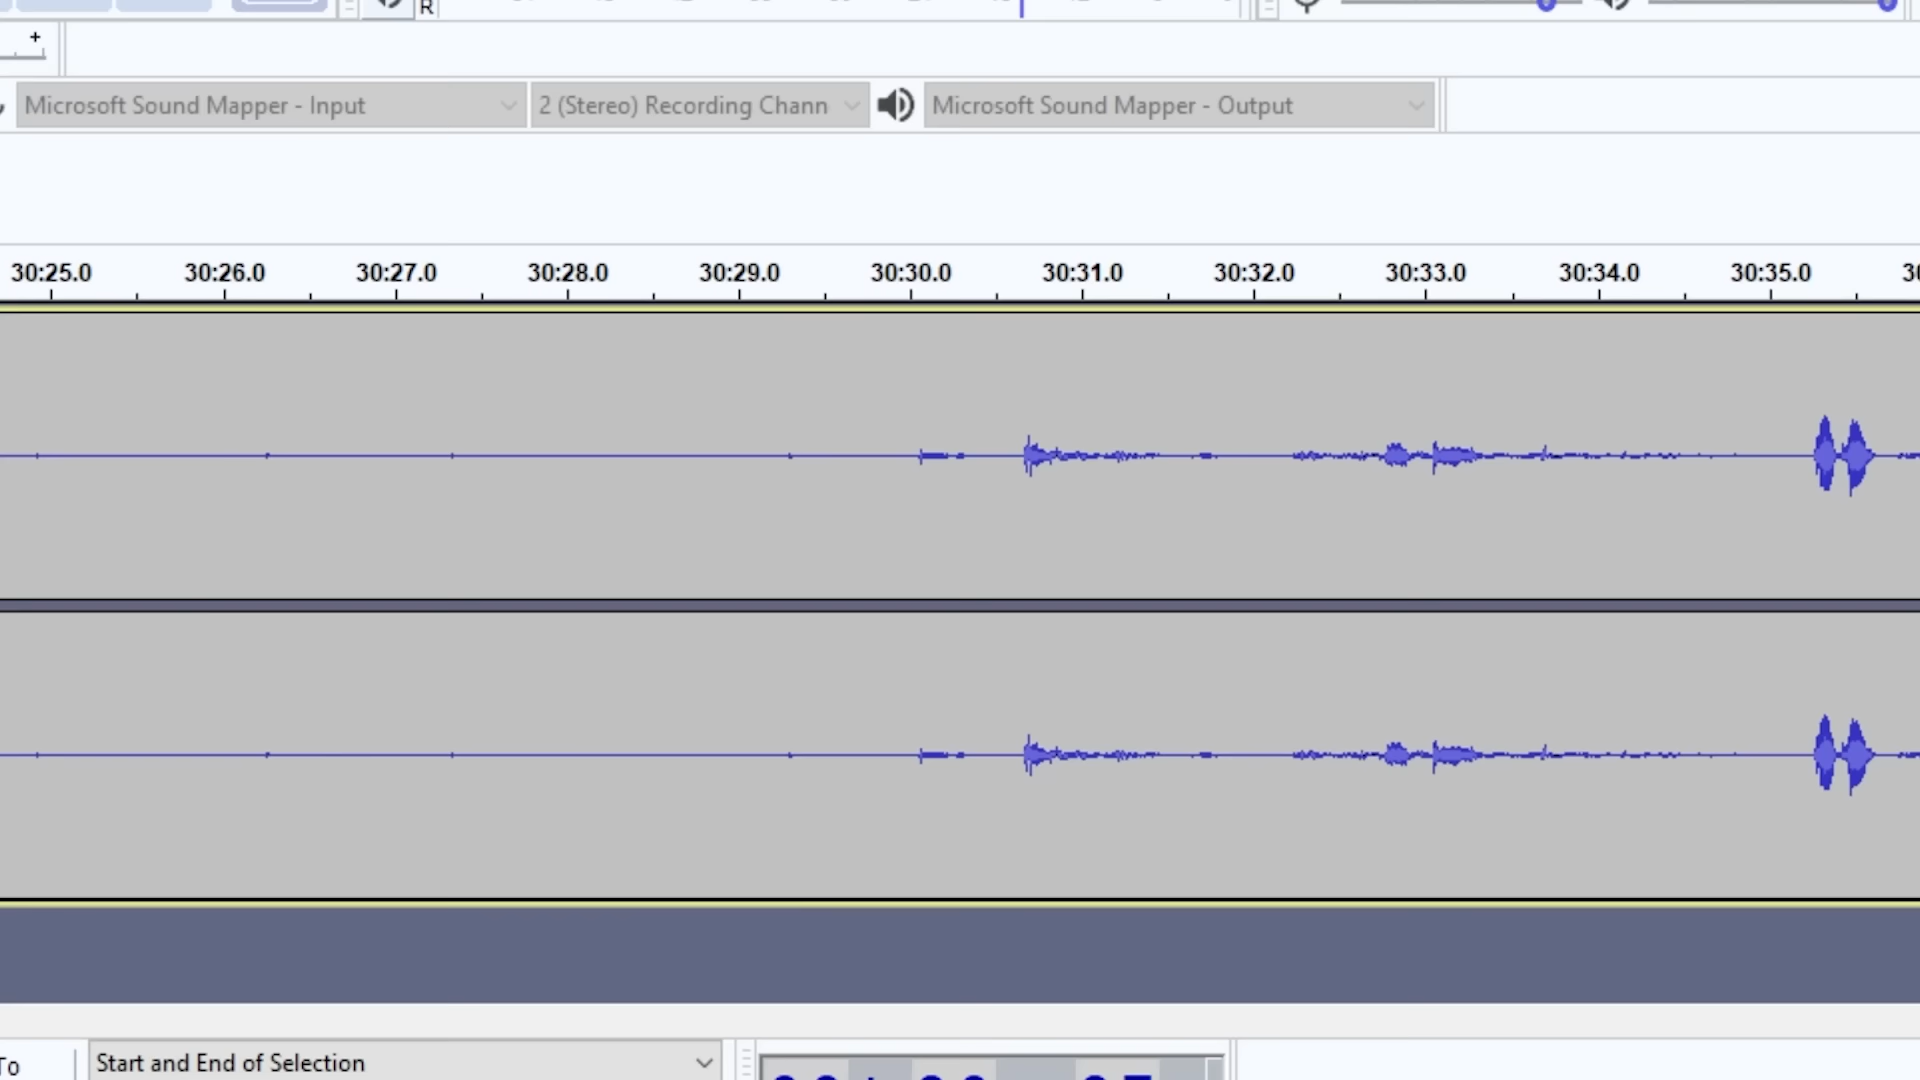 R
+
Microsoft Sound Mapper - Input 2 (Stereo) Recording Chann Microsoft Sound Mapper - Output
30:25.0 30:26.0 30:27.0 30:28.0 30:29.0 30:30.0 30:31.0 30:32.0 30:33.0 30:34.0 30:35.0
To Start and End of Selection